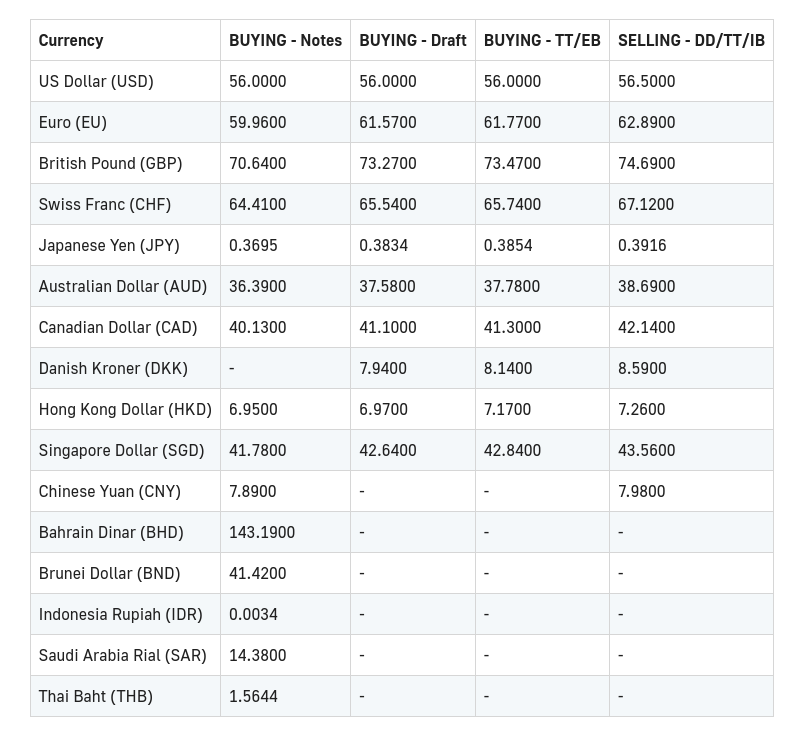 Currency BUYING - Notes BUYING - Draft BUYING - TT/EB SELLING - DD/TT/IB
US Dollar (USD) 56.0000 56.0000 56.0000 56.5000
Euro (EU) 59.9600 61.5700 61.7700 62.8900
British Pound (GBP) 70.6400 73.2700 73.4700 74.6900
Swiss Franc (CHF) 64.4100 65.5400 65.7400 67.1200
Japanese Yen (JPY) 0.3695 0.3834 0.3854 0.3916
Australian Dollar (AUD) 36.3900 37.5800 37.7800 38.6900
Canadian Dollar (CAD) 40.1300 41.1000 41.3000 42.1400
Danish Kroner (DKK) - 7.9400 8.1400 8.5900
Hong Kong Dollar (HKD) 6.9500 6.9700 7.1700 7.2600
Singapore Dollar (SGD) 41.7800 42.6400 42.8400 43.5600
Chinese Yuan (CNY) 7.8900 - - 7.9800
Bahrain Dinar (BHD) 143.1900 - - -
Brunei Dollar (BND) 41.4200 - - -
Indonesia Rupiah (IDR) 0.0034 - - -
Saudi Arabia Rial (SAR) 14.3800 - - -
Thai Baht (THB) 1.5644 - - -